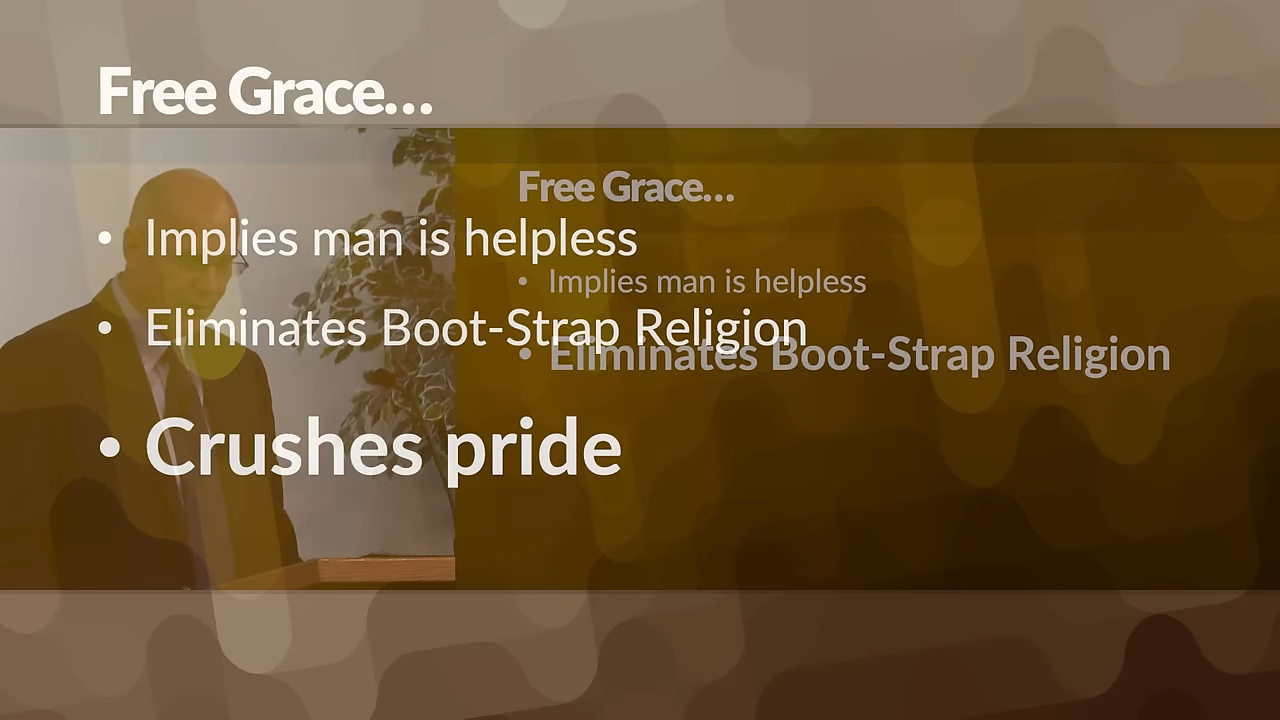 Free Grace...
• Implies man is helpless
• Eliminates Boot-Strap Religion
• Crushes pride
Free Grace...
• Implies man is helpless
• Eliminates Boot-Strap Religion